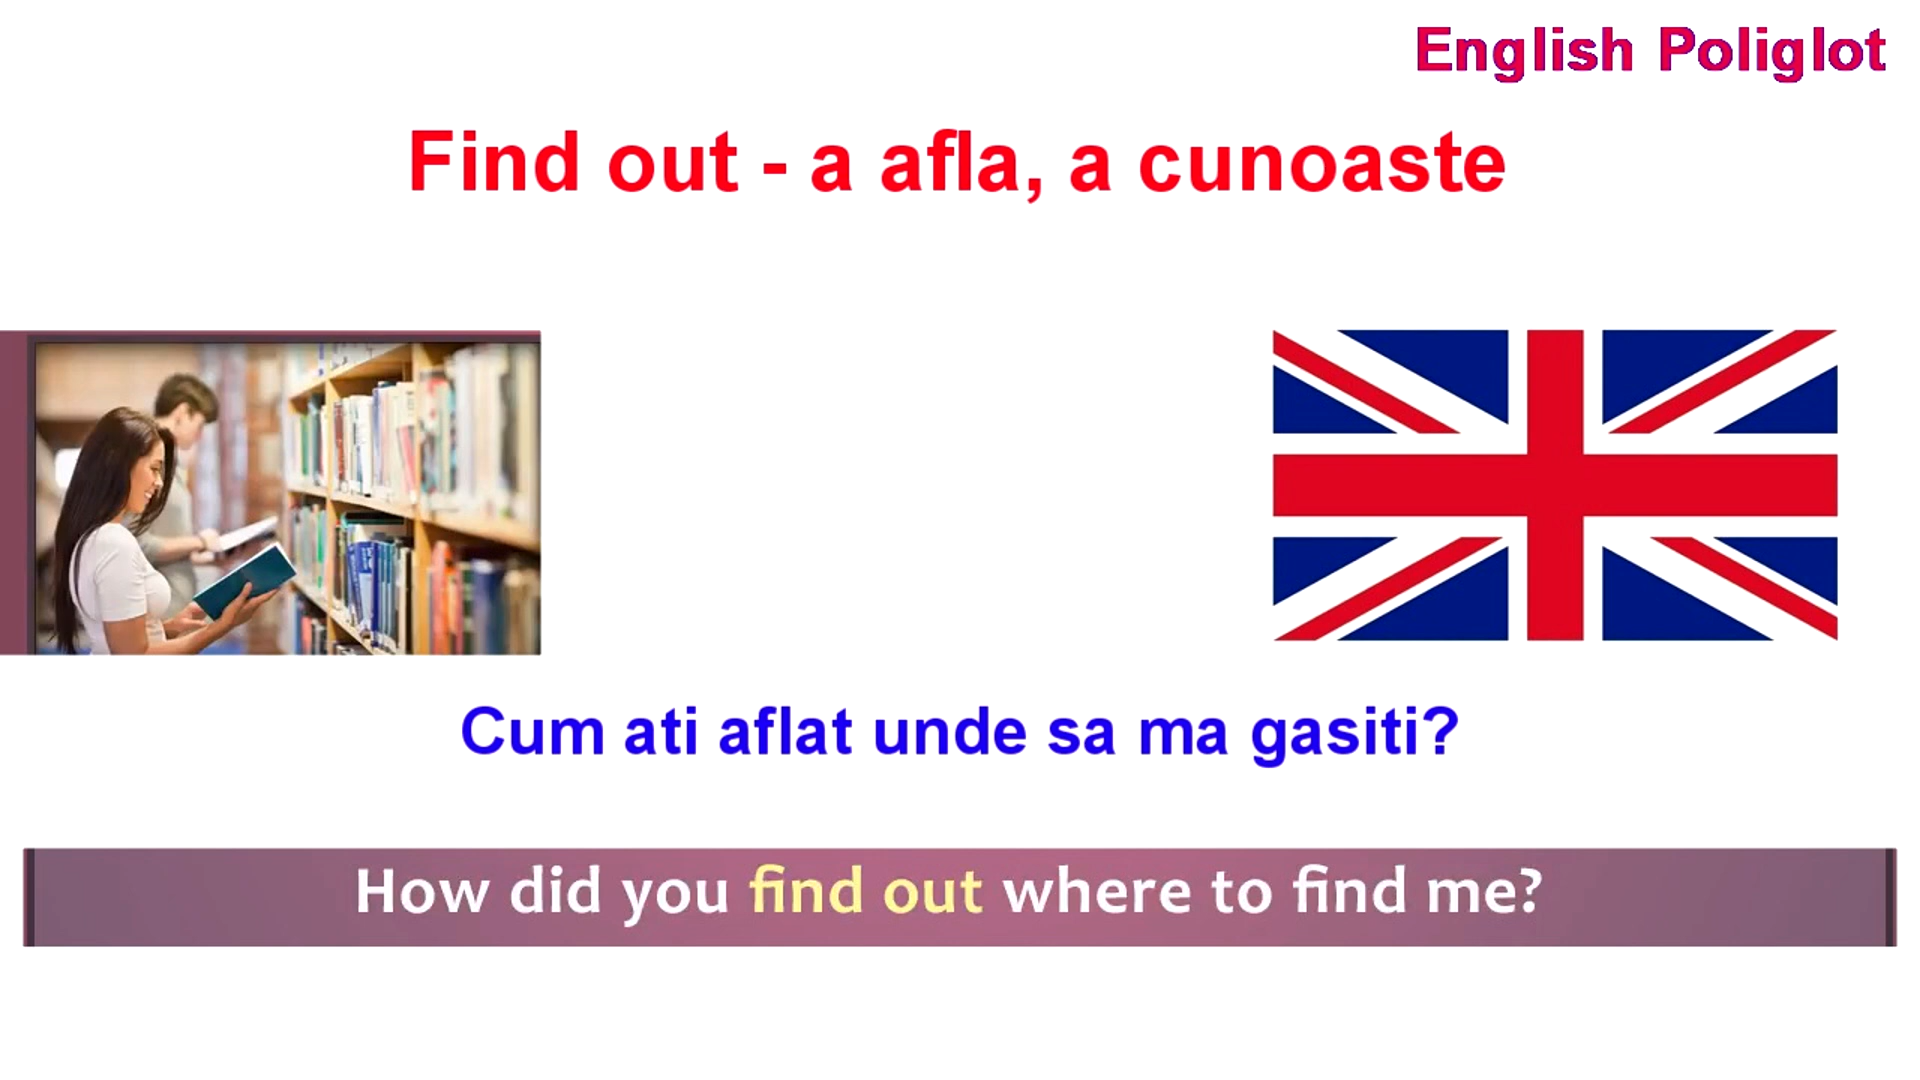 English Poliglot
Find out - a afla, a cunoaste
Cum ati aflat unde sa ma gasiti?
How did you find out where to find me?